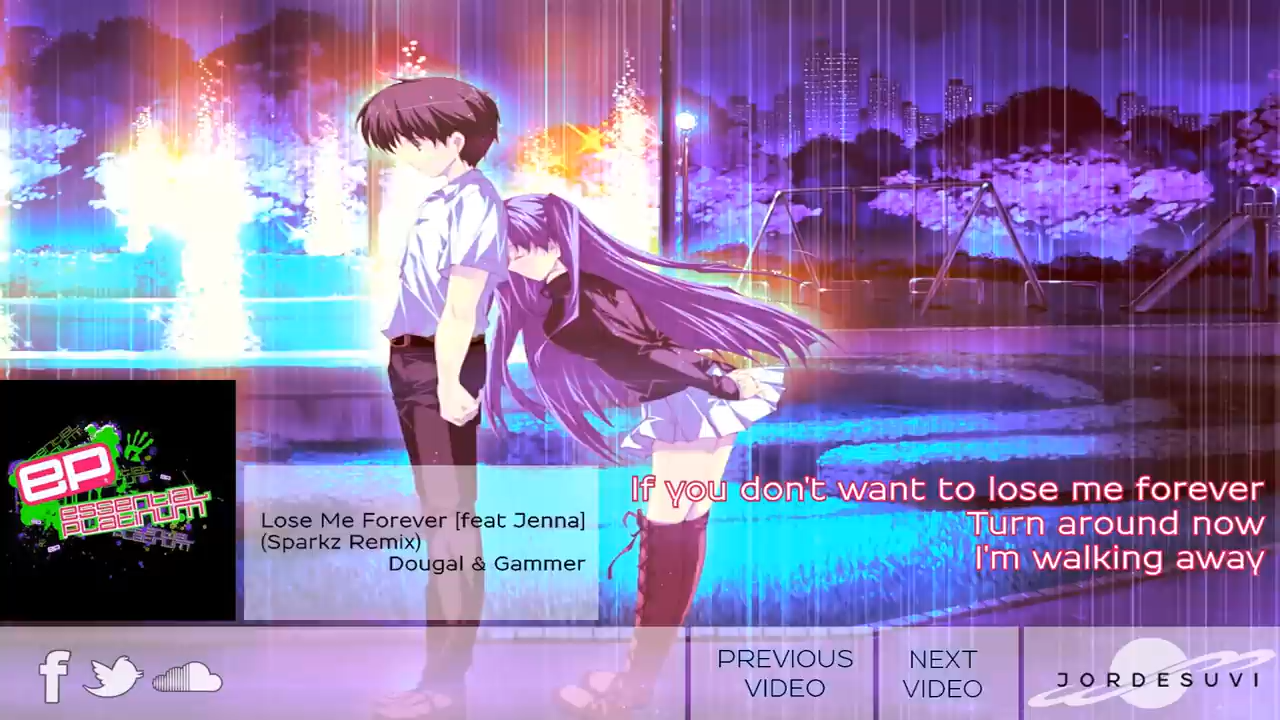 ep
essential
platinum
Lose Me Forever [feat Jenna]
(Sparkz Remix)
Dougal & Gammer
If you don't want to lose me forever
Turn around now
I'm walking away
PREVIOUS
VIDEO
NEXT
VIDEO
JORDESUVI